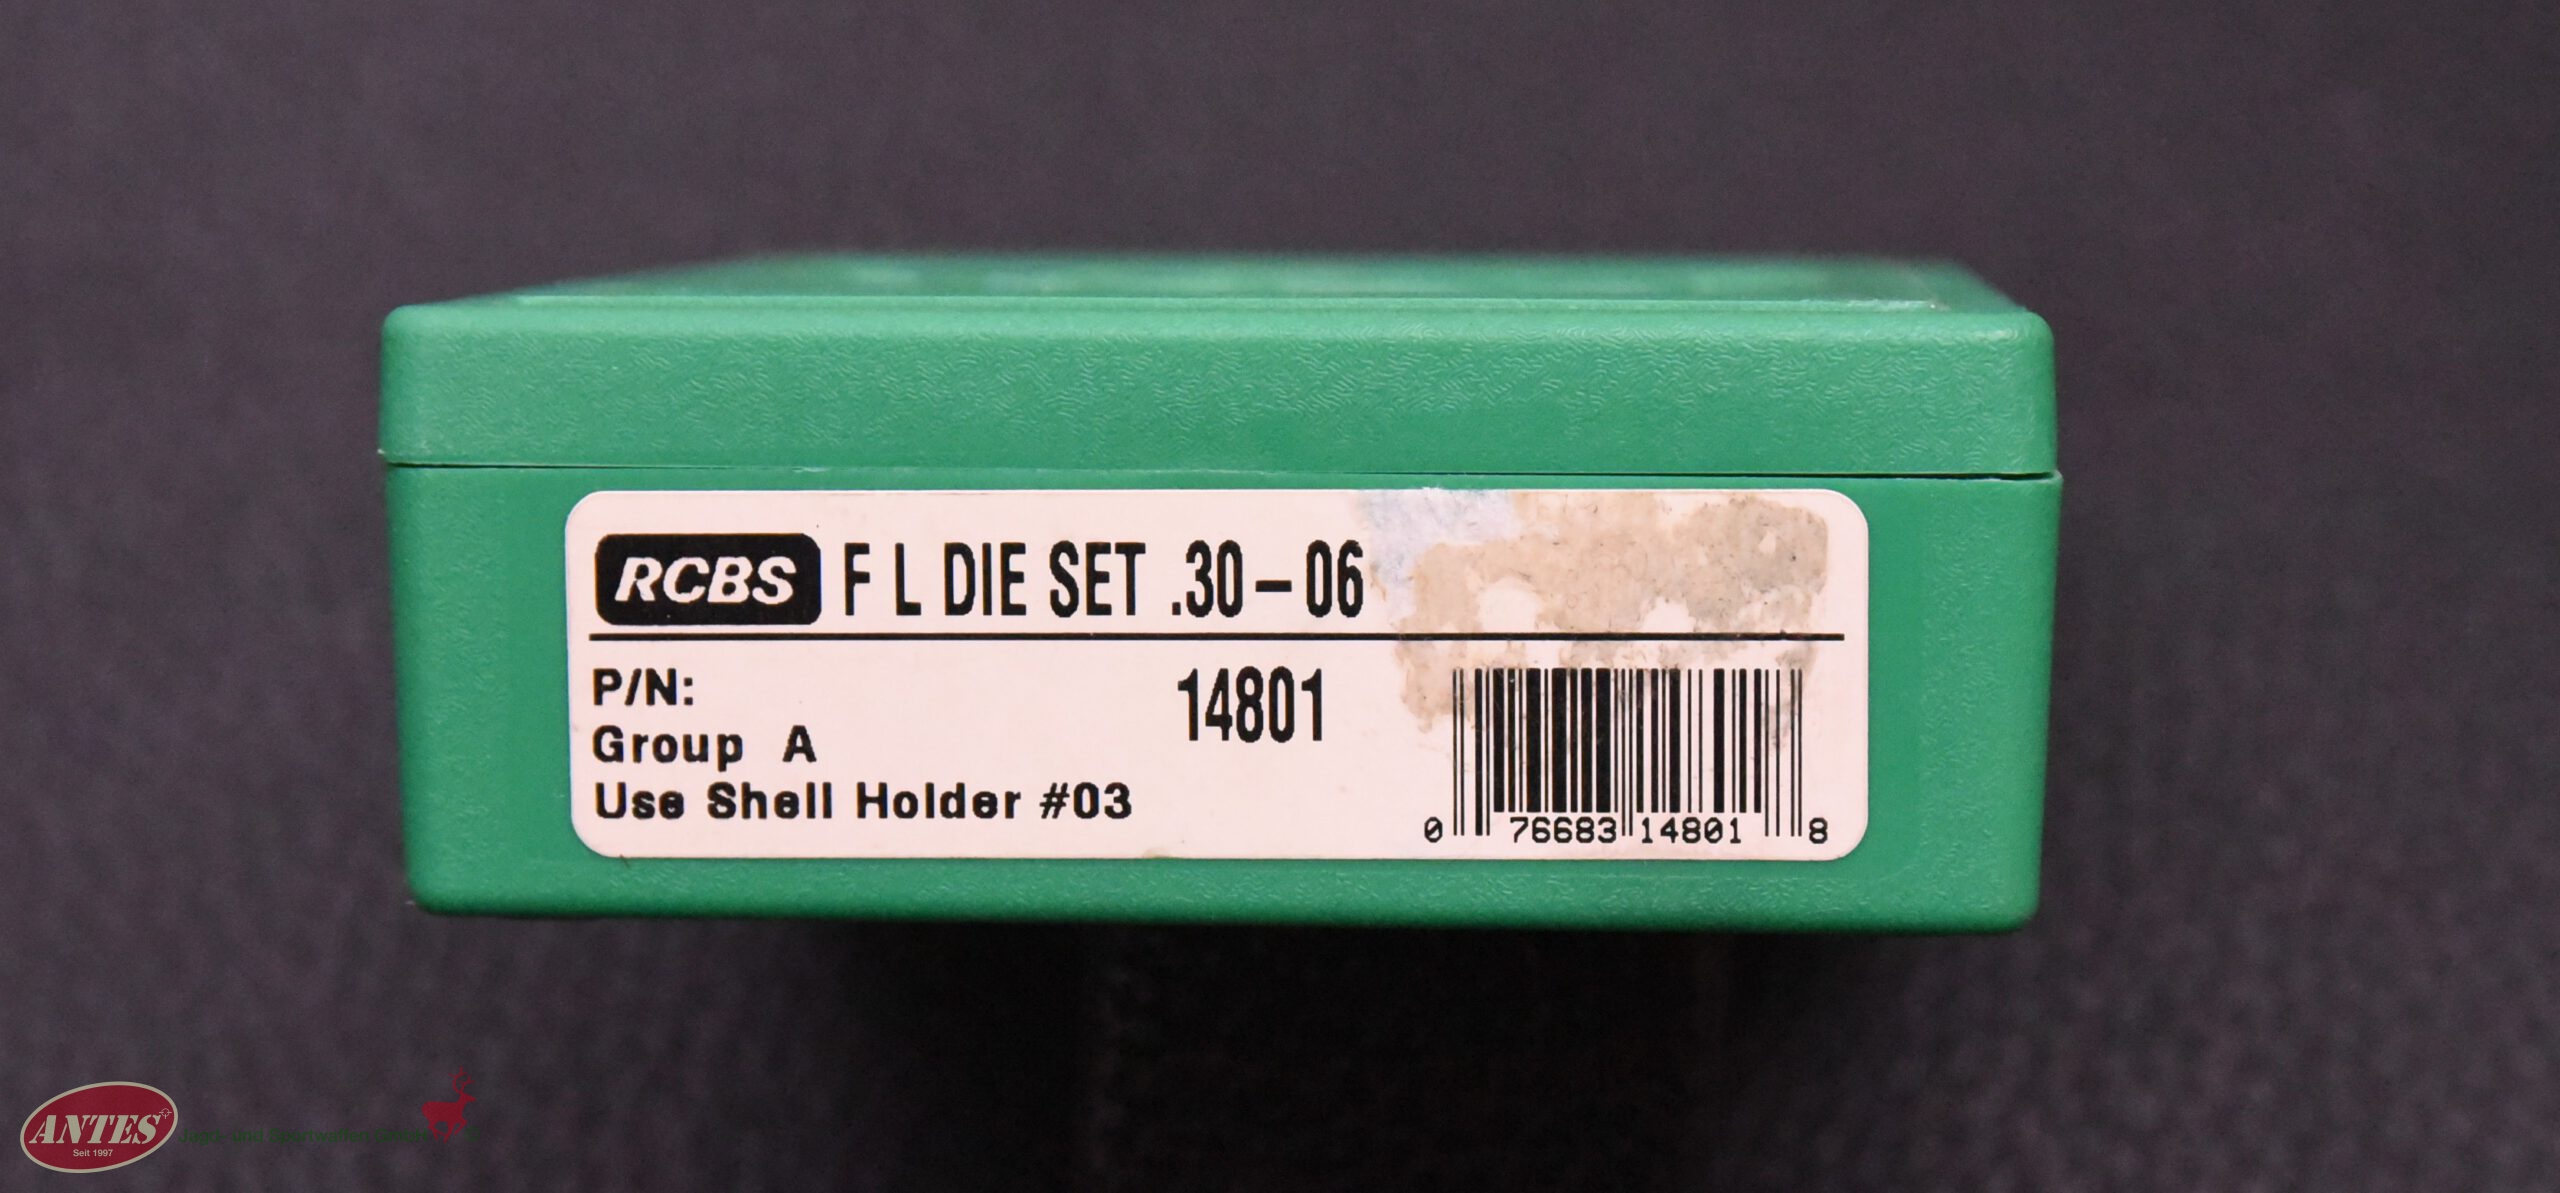 RCBS F L DIE SET .30-06
P/N: 14801
Group A
Use Shell Holder #03
0 76683 14801 8
ANTES
Seit 1997